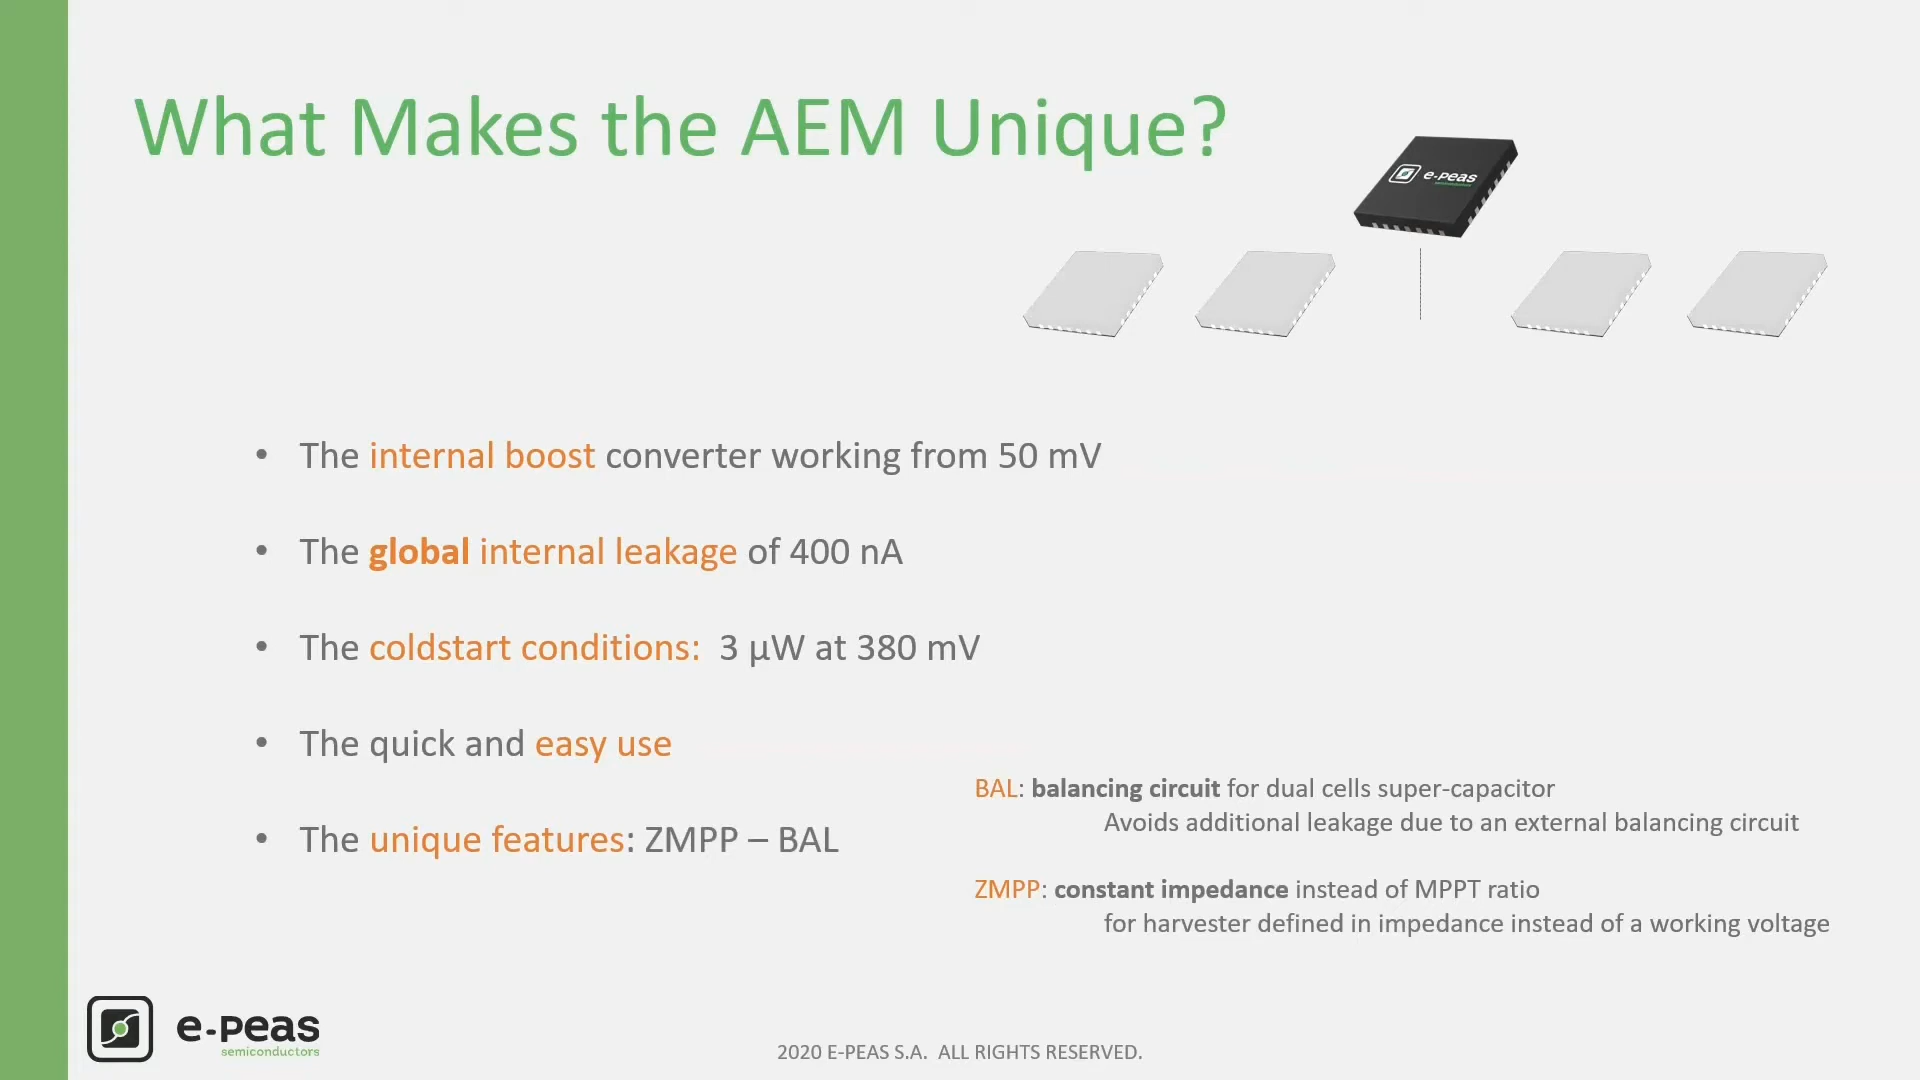 What Makes the AEM Unique?
e-peas
semiconductors
• The internal boost converter working from 50 mV
• The global internal leakage of 400 nA
• The coldstart conditions: 3 µW at 380 mV
• The quick and easy use
• The unique features: ZMPP – BAL
BAL: balancing circuit for dual cells super-capacitor
Avoids additional leakage due to an external balancing circuit
ZMPP: constant impedance instead of MPPT ratio
for harvester defined in impedance instead of a working voltage
e-peas
semiconductors
2020 E-PEAS S.A. ALL RIGHTS RESERVED.